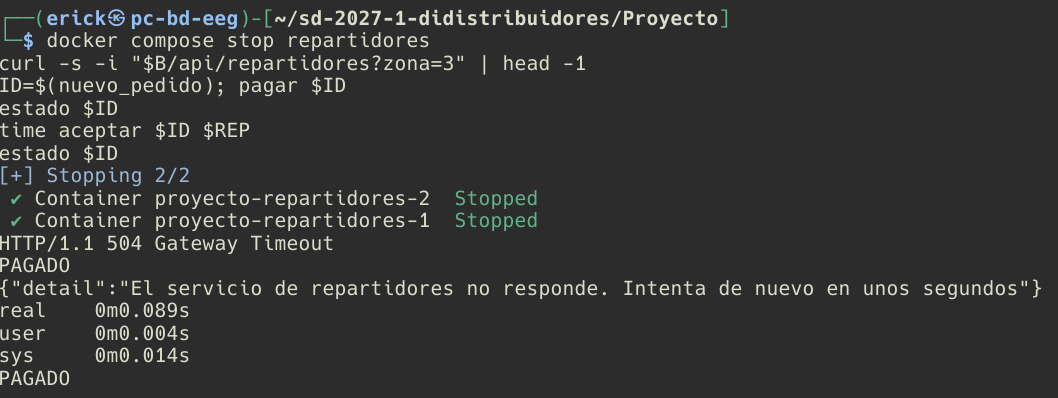 ┌──(erick㉿pc-bd-eeg)-[~/sd-2027-1-didistribuidores/Proyecto]
└─$ docker compose stop repartidores
curl -s -i "$B/api/repartidores?zona=3" | head -1
ID=$(nuevo_pedido); pagar $ID
estado $ID
time aceptar $ID $REP
estado $ID
[+] Stopping 2/2
✔ Container proyecto-repartidores-2  Stopped
✔ Container proyecto-repartidores-1  Stopped
HTTP/1.1 504 Gateway Timeout
PAGADO
{"detail":"El servicio de repartidores no responde. Intenta de nuevo en unos segundos"}
real    0m0.089s
user    0m0.004s
sys     0m0.014s
PAGADO